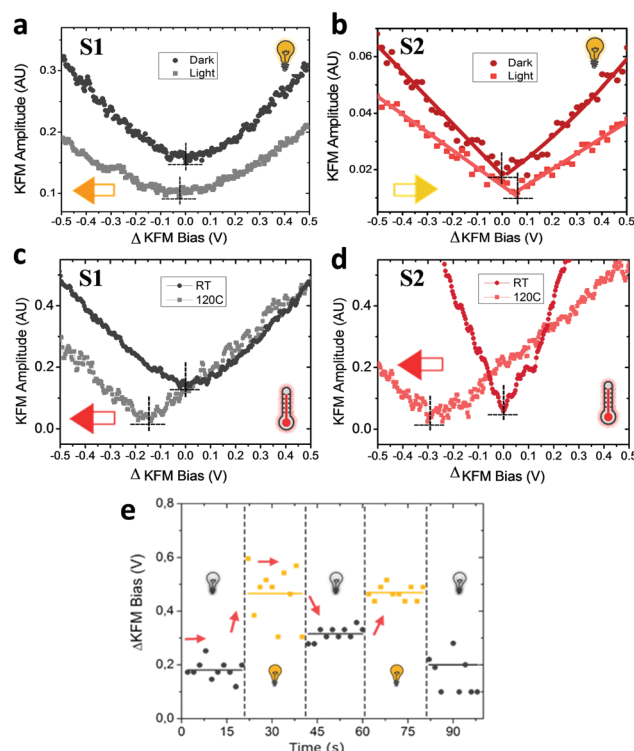 a
S1
Dark
Light
KFM Amplitude (AU)
0.3
0.2
0.1
-0.5 -0.4 -0.3 -0.2 -0.1 0.0 0.1 0.2 0.3 0.4 0.5
Δ KFM Bias (V)
b
S2
Dark
Light
KFM Amplitude (AU)
0.06
0.04
0.02
-0.5 -0.4 -0.3 -0.2 -0.1 0.0 0.1 0.2 0.3 0.4 0.5
Δ KFM Bias (V)
c
S1
RT
120C
KFM Amplitude (AU)
0.4
0.2
0.0
-0.5 -0.4 -0.3 -0.2 -0.1 0.0 0.1 0.2 0.3 0.4 0.5
Δ KFM Bias (V)
d
S2
RT
120C
KFM Amplitude (AU)
0.4
0.2
0.0
-0.5 -0.4 -0.3 -0.2 -0.1 0.0 0.1 0.2 0.3 0.4 0.5
Δ KFM Bias (V)
e
ΔKFM Bias (V)
0,8
0,6
0,4
0,2
0,0
0 15 30 45 60 75 90
Time (s)